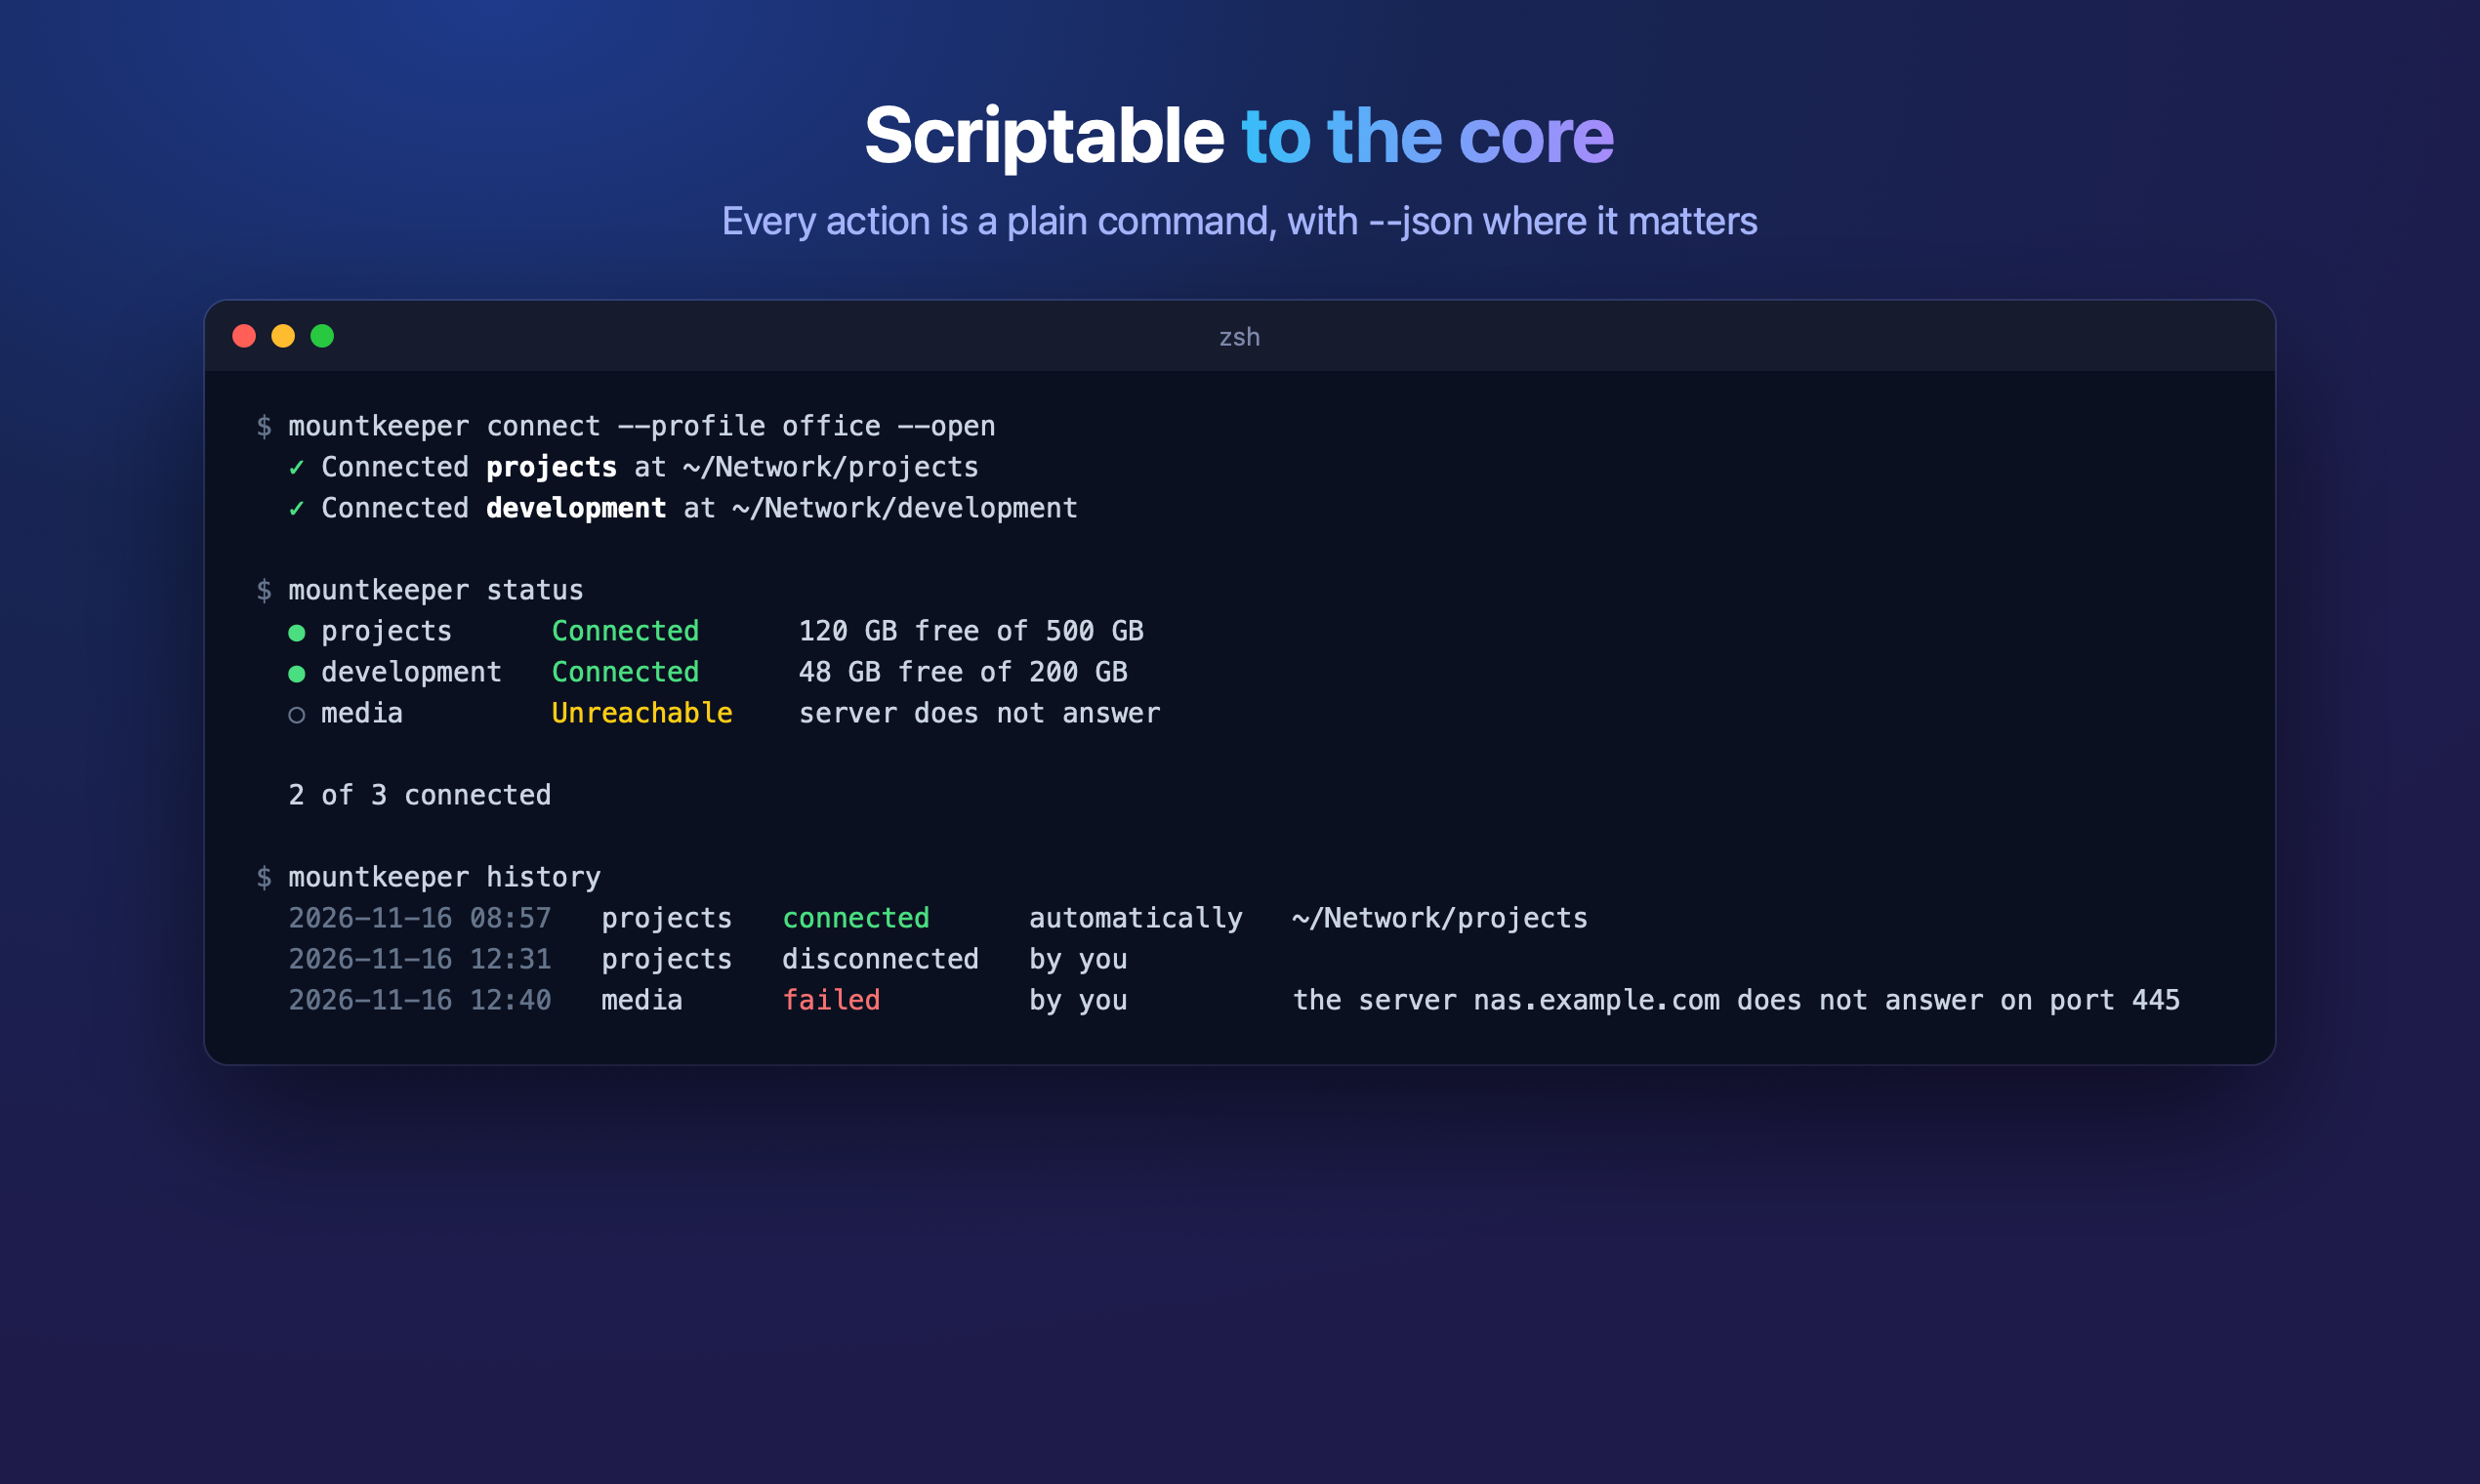 Scriptable to the core
Every action is a plain command, with --json where it matters
zsh
$ mountkeeper connect --profile office --open
✓ Connected projects at ~/Network/projects
✓ Connected development at ~/Network/development
$ mountkeeper status
● projects Connected 120 GB free of 500 GB
● development Connected 48 GB free of 200 GB
○ media Unreachable server does not answer
2 of 3 connected
$ mountkeeper history
2026-11-16 08:57 projects connected automatically ~/Network/projects
2026-11-16 12:31 projects disconnected by you
2026-11-16 12:40 media failed by you the server nas.example.com does not answer on port 445